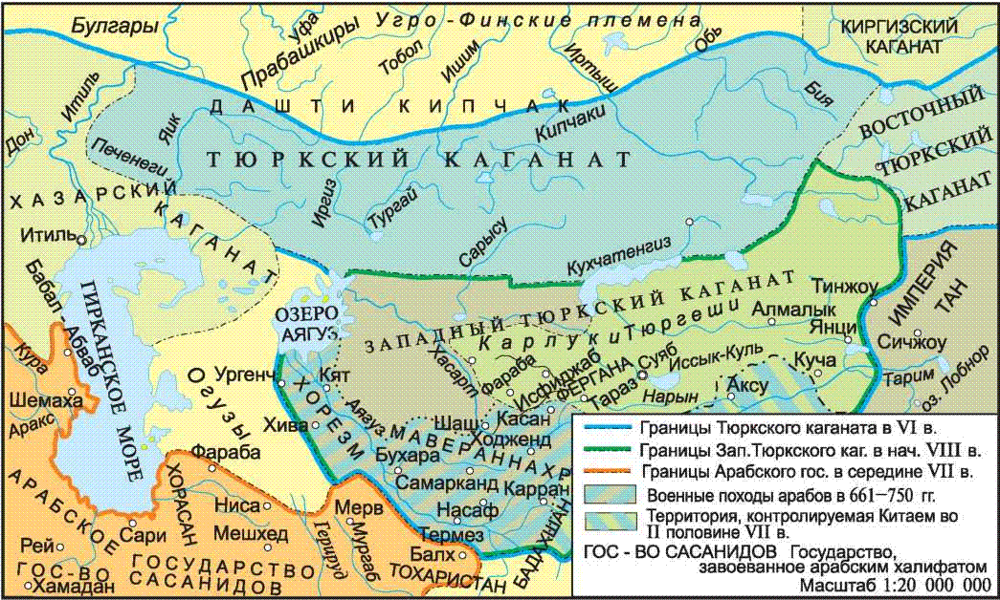 Булгары
Уфа
Прабашкиры
Угро-Финские племена
Тобол
Ишим
Иртыш
Обь
КИРГИЗСКИЙ
КАГАНАТ
Дон
Итиль
Яик
ДАШТИ КИПЧАК
Кипчаки
Бия
ВОСТОЧНЫЙ
ТЮРКСКИЙ
КАГАНАТ
Печенеги
ТЮРКСКИЙ КАГАНАТ
ХАЗАРСКИЙ
КАГАНАТ
Иргиз
Тургай
Сарысу
Кухчатенгиз
Итиль
Бабал-Абваб
ГИРКАНСКОЕ МОРЕ
ОЗЕРО
АЯГУЗ
ЗАПАДНЫЙ ТЮРКСКИЙ КАГАНАТ
Тинжоу
ИМПЕРИЯ
ТАН
Карлуки
Тюргеши
Алмалык
Янци
Сичжоу
Кура
Шемаха
Аракс
Огузы
Ургенч
Кят
Хасарт
Фараба
Исфиржаб
ФЕРГАНА
Тараз
Суяб
Иссык-Куль
Нарын
Аксу
Куча
Тарим
оз. Лобнор
ХОРЕЗМ
Хива
Аягуз
Шаш
Касан
Ходженд
МАВЕРАННАХР
Бухара
Самарканд
Карран
Насаф
Термез
БАДАХШАН
Фараба
ХОРАСАН
Ниса
Мерв
Мешхед
Герируд
Мургаб
Балх
ТОХАРИСТАН
АРАБСКОЕ
ГОСУДАРСТВО
Сари
Рей
ГОС-ВО
САСАНИДОВ
Хамадан
Границы Тюркского каганата в VI в.
Границы Зап.Тюркского каг. в нач. VIII в.
Границы Арабского гос. в середине VII в.
Военные походы арабов в 661–750 гг.
Территория, контролируемая Китаем во
II половине VII в.
ГОС - ВО САСАНИДОВ Государство,
завоеванное арабским халифатом
Масштаб 1:20 000 000